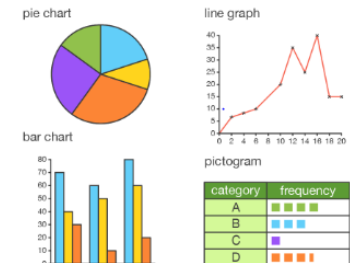 pie chart
line graph
40
35
30
25
20
15
10
5
0
0 2 4 6 8 10 12 14 16 18 20
bar chart
80
70
60
50
40
30
20
10
0
pictogram
category frequency
A
B
C
D